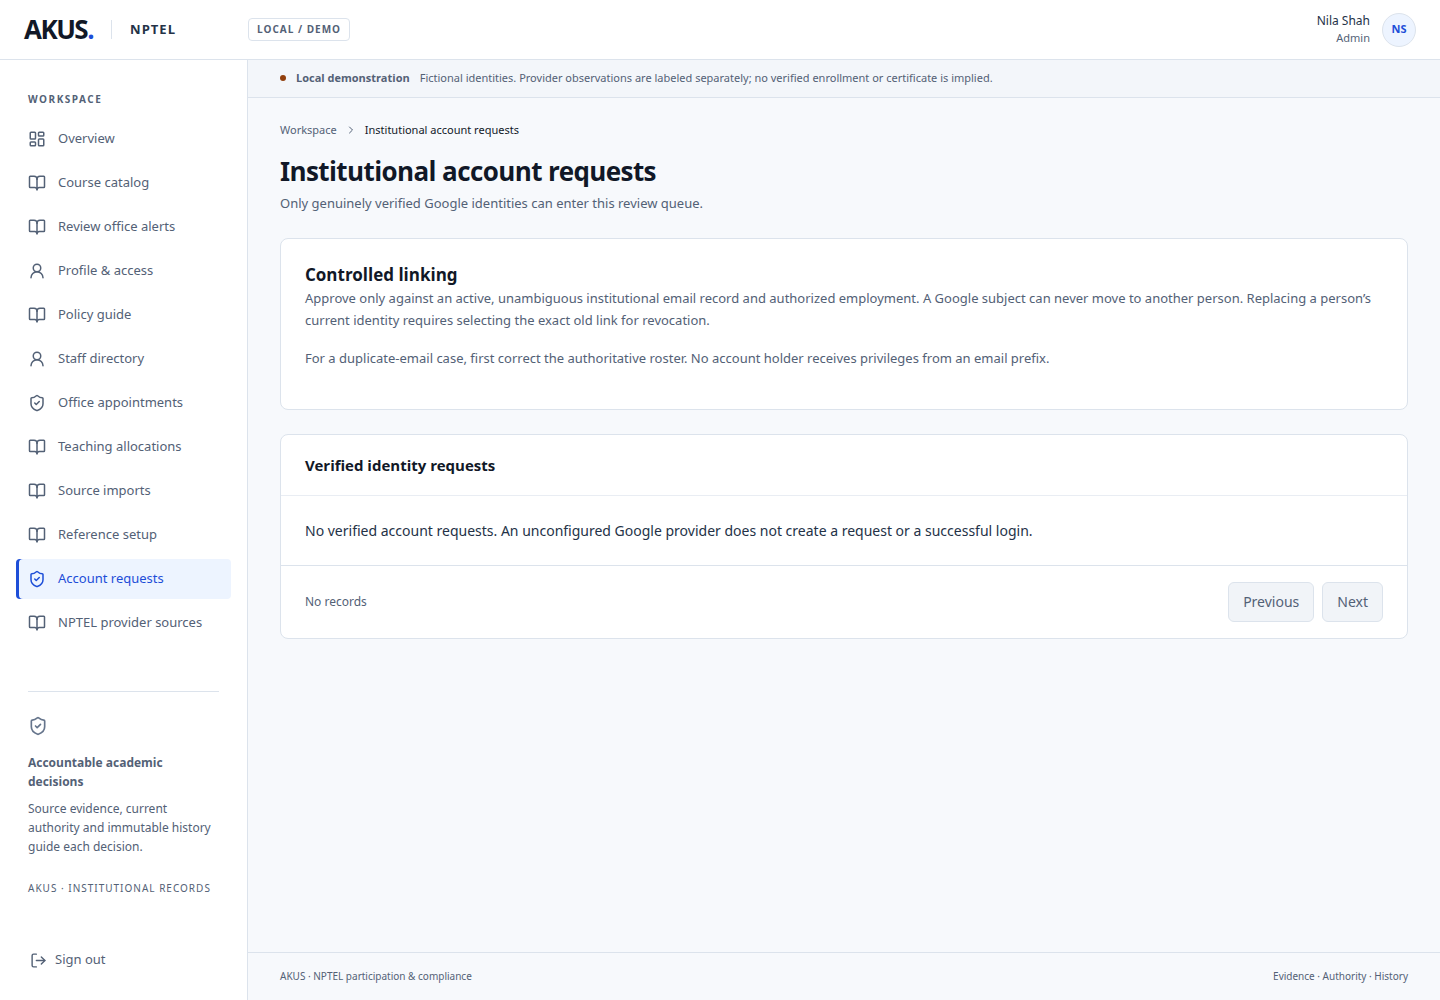 AKUS.
NPTEL
LOCAL / DEMO
Nila Shah
Admin
NS
WORKSPACE
Overview
Course catalog
Review office alerts
Profile & access
Policy guide
Staff directory
Office appointments
Teaching allocations
Source imports
Reference setup
Account requests
NPTEL provider sources
Accountable academic
decisions
Source evidence, current
authority and immutable history
guide each decision.
AKUS · INSTITUTIONAL RECORDS
Sign out
Local demonstration Fictional identities. Provider observations are labeled separately; no verified enrollment or certificate is implied.
Workspace > Institutional account requests
Institutional account requests
Only genuinely verified Google identities can enter this review queue.
Controlled linking
Approve only against an active, unambiguous institutional email record and authorized employment. A Google subject can never move to another person. Replacing a person’s
current identity requires selecting the exact old link for revocation.
For a duplicate-email case, first correct the authoritative roster. No account holder receives privileges from an email prefix.
Verified identity requests
No verified account requests. An unconfigured Google provider does not create a request or a successful login.
No records
Previous
Next
AKUS · NPTEL participation & compliance
Evidence · Authority · History